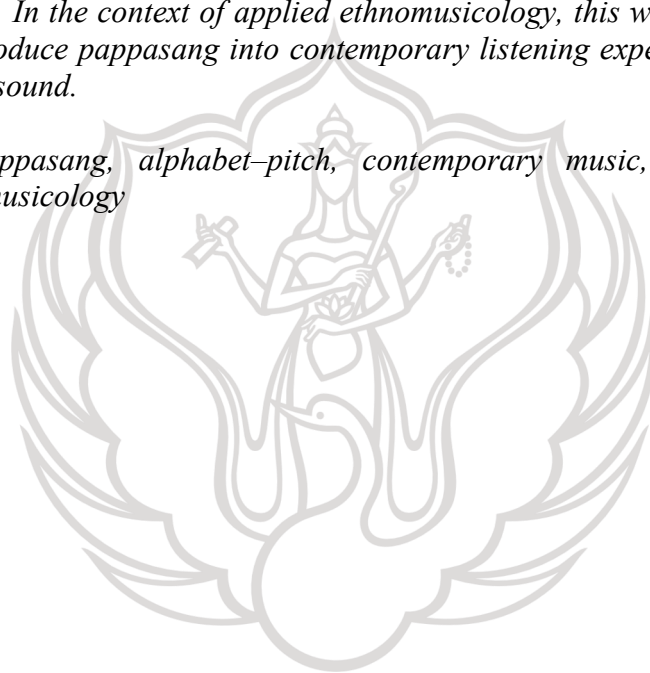 In the context of applied ethnomusicology, this w
oduce pappasang into contemporary listening expe
sound.
ppasang, alphabet–pitch, contemporary music,
usicology